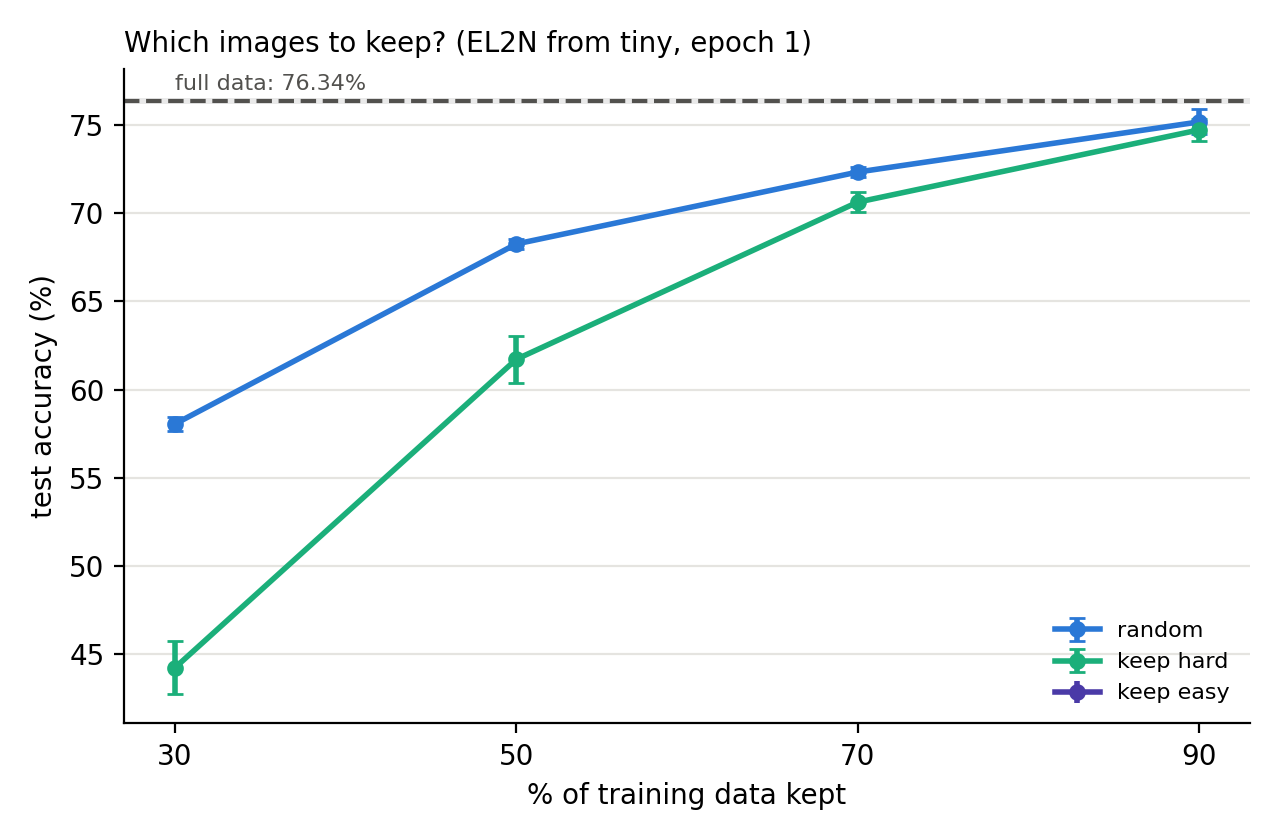 Which images to keep? (EL2N from tiny, epoch 1)
full data: 76.34%
75
70
65
60
55
50
45
test accuracy (%)
random
keep hard
keep easy
30 50 70 90
% of training data kept